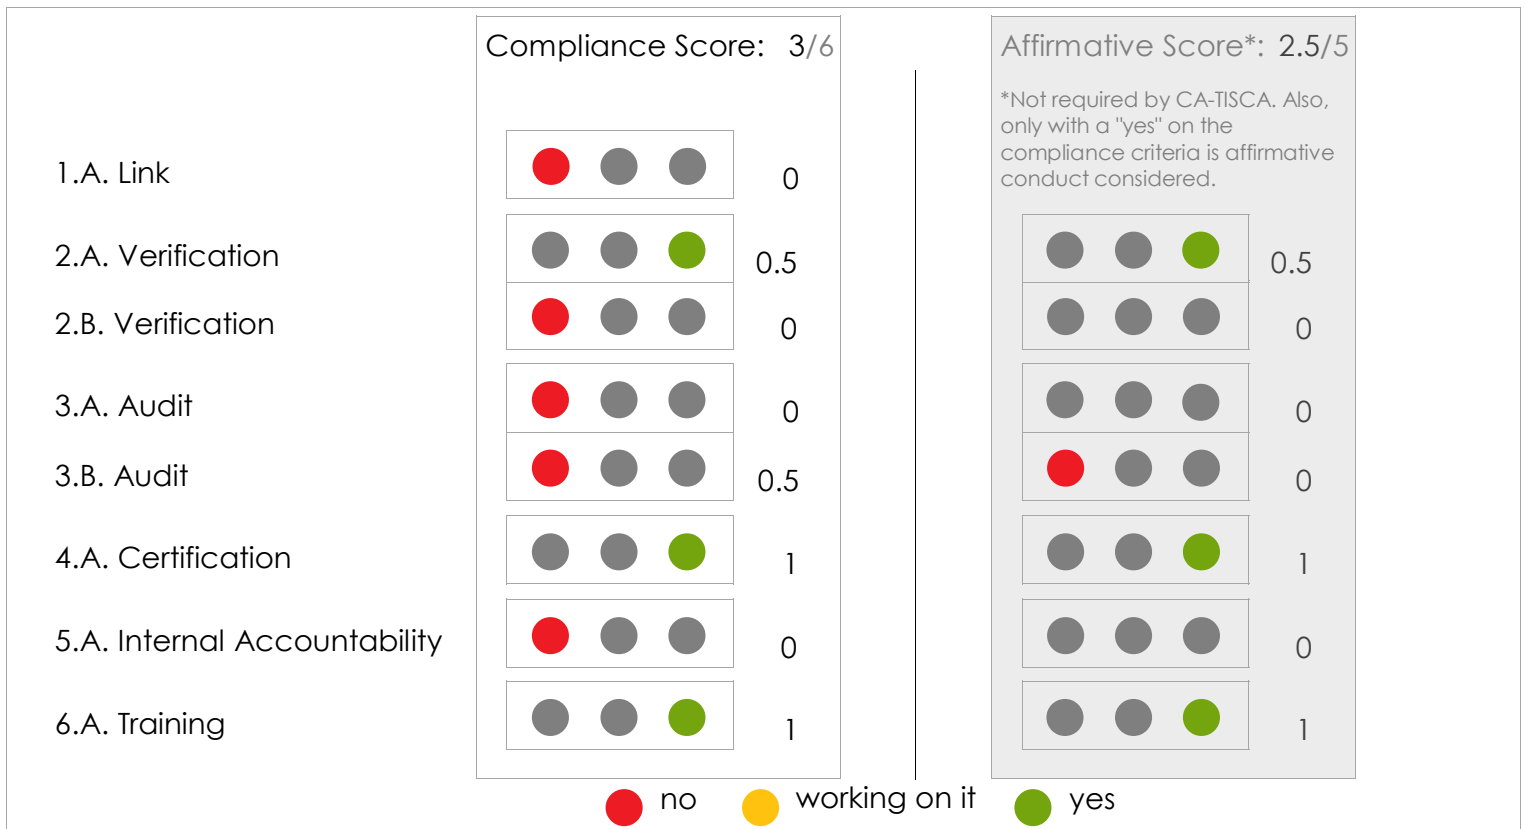 Compliance Score: 3/6
Affirmative Score*: 2.5/5
*Not required by CA-TISCA. Also,
only with a "yes" on the
compliance criteria is affirmative
conduct considered.
1.A. Link 0
2.A. Verification 0.5 0.5
2.B. Verification 0 0
3.A. Audit 0 0
3.B. Audit 0.5 0
4.A. Certification 1 1
5.A. Internal Accountability 0 0
6.A. Training 1 1
no working on it yes